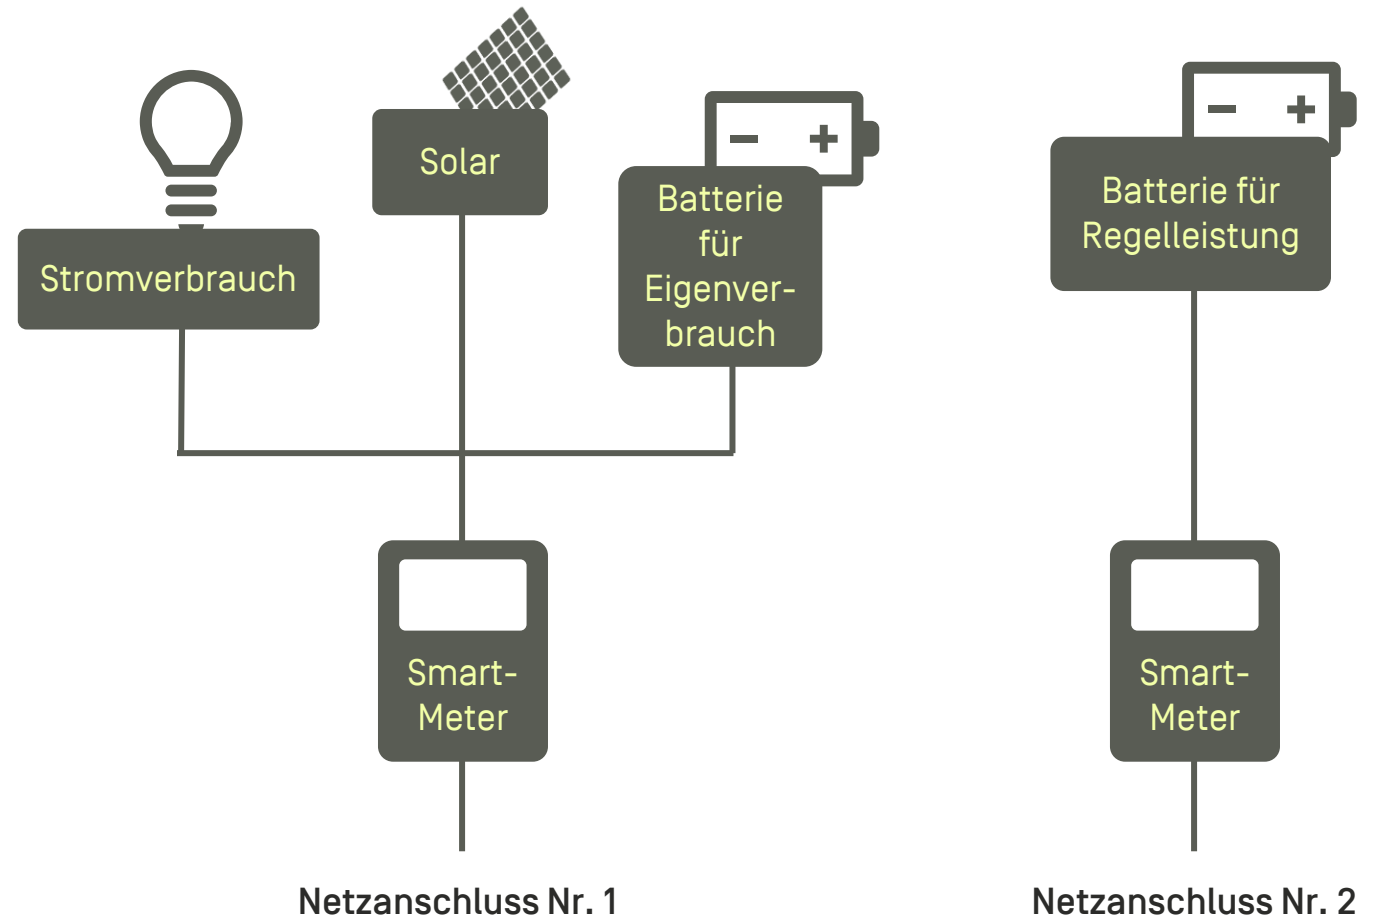 Solar
Stromverbrauch
Batterie
für
Eigenver-
brauch
Smart-
Meter
Netzanschluss Nr. 1
Batterie für
Regelleistung
Smart-
Meter
Netzanschluss Nr. 2